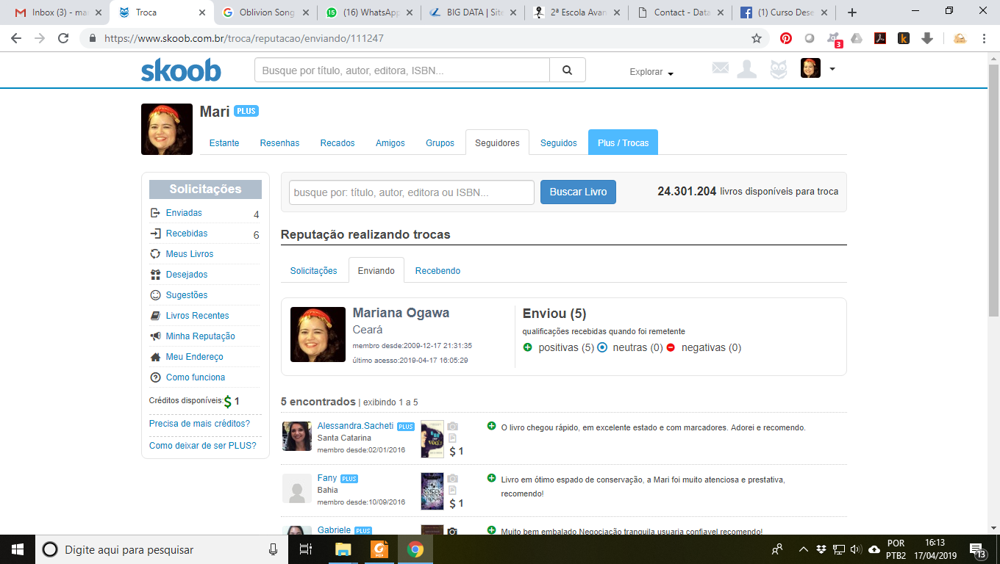 Inbox (3) - mar
Troca
Oblivion Song
(16) WhatsApp
BIG DATA | Site
2ª Escola Avan
Contact - Data
(1) Curso Dese
https://www.skoob.com.br/troca/reputacao/enviando/111247
3
skoob
Busque por título, autor, editora, ISBN...
Explorar
Mari PLUS
Estante Resenhas Recados Amigos Grupos Seguidores Seguidos Plus / Trocas
Solicitações
Enviadas 4
Recebidas 6
Meus Livros
Desejados
Sugestões
Livros Recentes
Minha Reputação
Meu Endereço
Como funciona
Créditos disponíveis:$ 1
Precisa de mais créditos?
Como deixar de ser PLUS?
busque por: título, autor, editora ou ISBN...
Buscar Livro
24.301.204 livros disponíveis para troca
Reputação realizando trocas
Solicitações Enviando Recebendo
Mariana Ogawa
Ceará
membro desde:2009-12-17 21:31:35
último acesso:2019-04-17 16:05:29
Enviou (5)
qualificações recebidas quando foi remetente
positivas (5) neutras (0) negativas (0)
5 encontrados | exibindo 1 a 5
Alessandra.Sacheti PLUS
Santa Catarina
membro desde:02/01/2016
$ 1
O livro chegou rápido, em excelente estado e com marcadores. Adorei e recomendo.
Fany PLUS
Bahia
membro desde:10/09/2016
$ 1
Livro em ótimo espado de conservação, a Mari foi muito atenciosa e prestativa,
recomendo!
Gabriele PLUS
Muito bem embalado.Negociação tranquila,usuaria confiavel,recomendo!
Digite aqui para pesquisar
POR
PTB2
16:13
17/04/2019
13